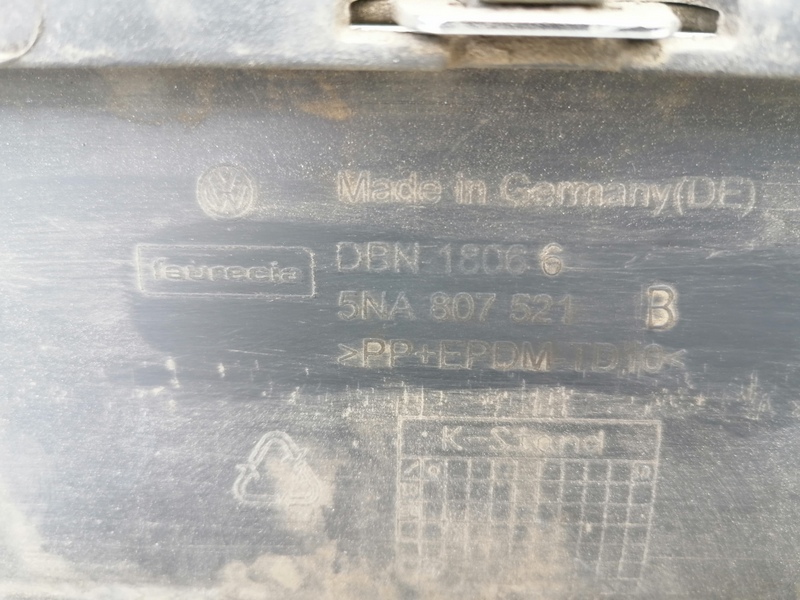 Made in Germany(DE)
faurecia
DBN 1806 6
5NA 807 521 B
>PP+EPDM-TD10<
K-Stand